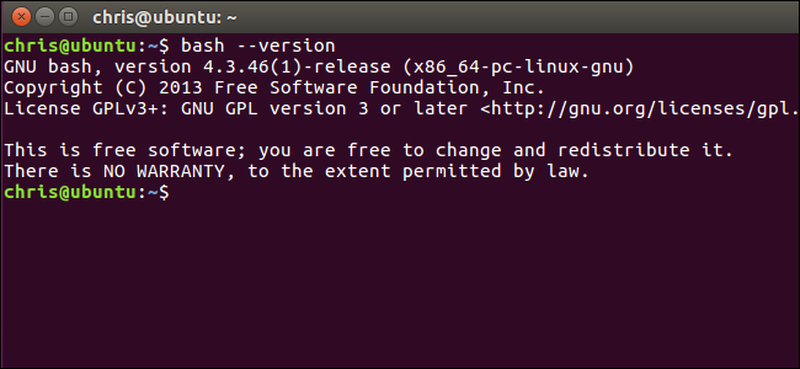 chris@ubuntu: ~
chris@ubuntu:~$ bash --version
GNU bash, version 4.3.46(1)-release (x86_64-pc-linux-gnu)
Copyright (C) 2013 Free Software Foundation, Inc.
License GPLv3+: GNU GPL version 3 or later <http://gnu.org/licenses/gpl.
This is free software; you are free to change and redistribute it.
There is NO WARRANTY, to the extent permitted by law.
chris@ubuntu:~$